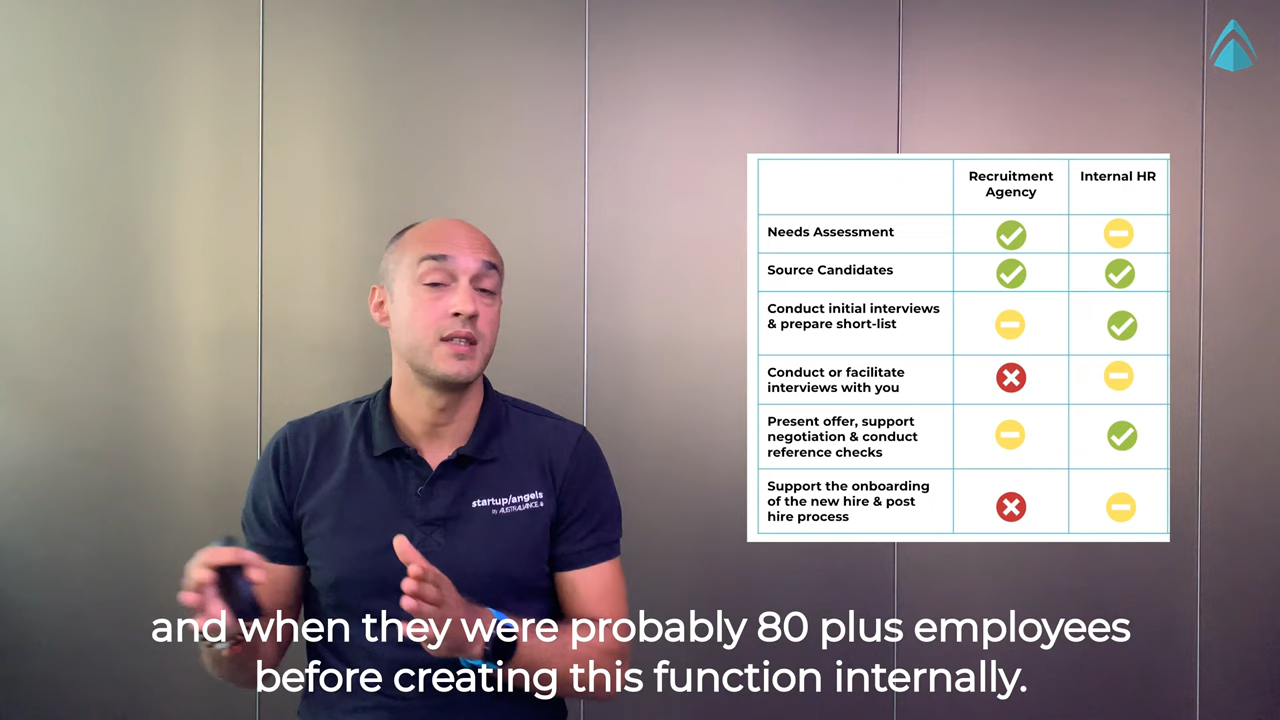 Recruitment
Agency
Internal HR
Needs Assessment
Source Candidates
Conduct initial interviews
& prepare short-list
Conduct or facilitate
interviews with you
Present offer, support
negotiation & conduct
reference checks
Support the onboarding
of the new hire & post
hire process
startup/angels
by AUSTRALIANCE
and when they were probably 80 plus employees
before creating this function internally.